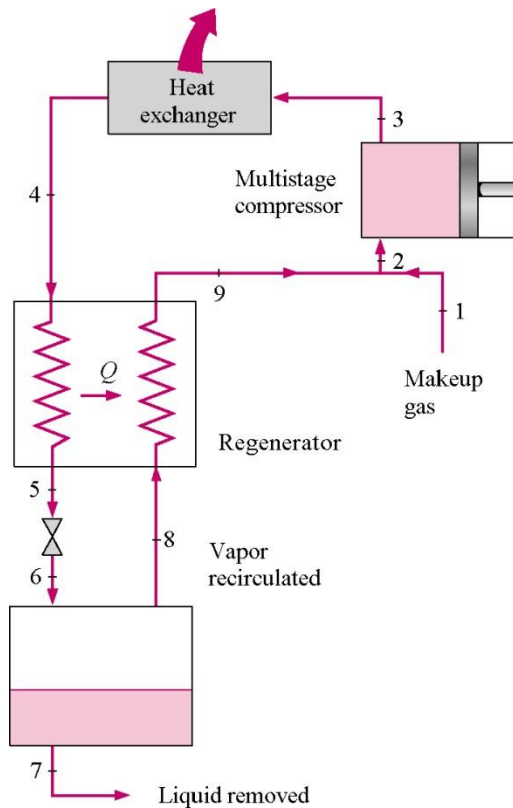 Heat
exchanger
3
4
Multistage
compressor
2
9
1
Q
Makeup
gas
Regenerator
5
8
Vapor
recirculated
6
7
Liquid removed